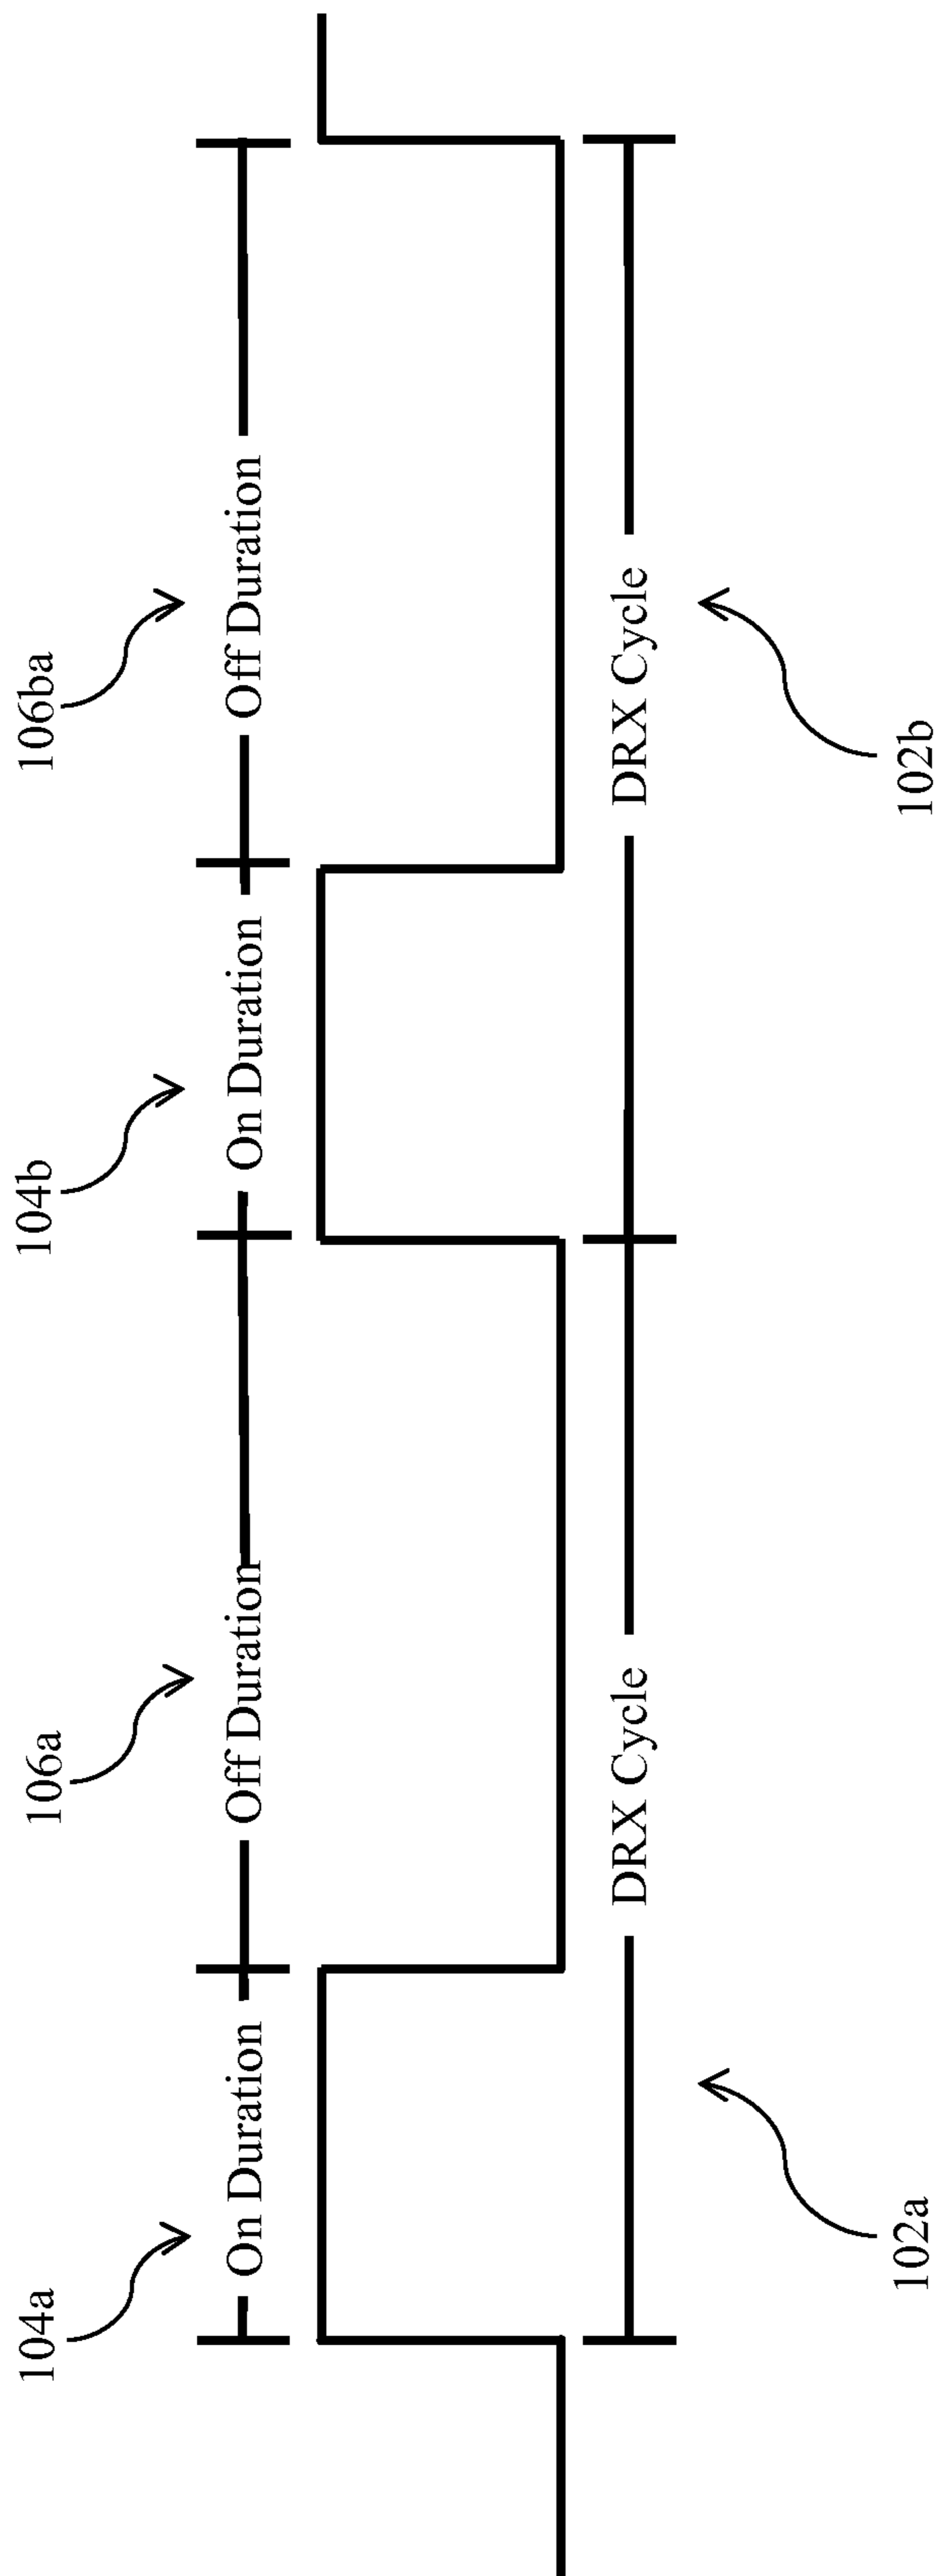 104a
106a
104b
106ba
On Duration
Off Duration
On Duration
Off Duration
DRX Cycle
DRX Cycle
102a
102b